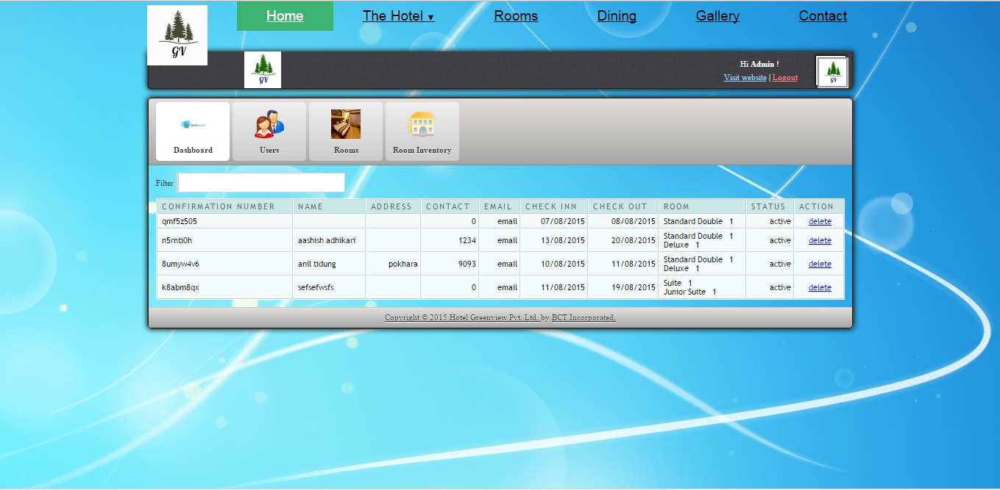 Home The Hotel ▼ Rooms Dining Gallery Contact
GV
GV
Hi Admin !
Visit website | Logout
GV
Dashboard
Dashboard Users Rooms Room Inventory
Filter
CONFIRMATION NUMBER NAME ADDRESS CONTACT EMAIL CHECK INN CHECK OUT ROOM STATUS ACTION
qmf5z505 0 email 07/08/2015 08/08/2015 Standard Double 1 active delete
n5rnti0h aashish adhikari 1234 email 13/08/2015 20/08/2015 Standard Double 1 active delete
Deluxe 1
8umyw4v6 anil tidung pokhara 9093 email 10/08/2015 11/08/2015 Standard Double 1 active delete
Deluxe 1
k8abm8qx sefsefwsfs 0 email 11/08/2015 19/08/2015 Suite 1 active delete
Junior Suite 1
Copyright © 2015 Hotel Greenview Pvt. Ltd. by BCT Incorporated.